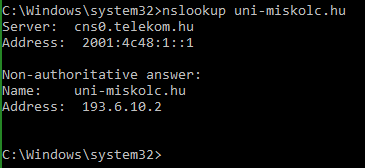 C:\Windows\system32>nslookup uni-miskolc.hu
Server:  cns0.telekom.hu
Address:  2001:4c48:1::1
Non-authoritative answer:
Name:    uni-miskolc.hu
Address:  193.6.10.2
C:\Windows\system32>